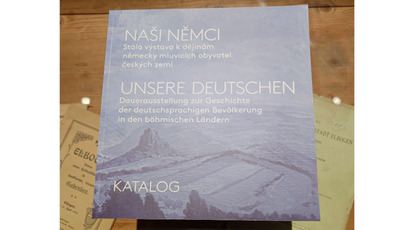 NAŠI NĚMCI
Stálá výstava k dějinám
německy mluvících obyvatel
českých zemí
UNSERE DEUTSCHEN
Dauerausstellung zur Geschichte
der deutschsprachigen Bevölkerung
in den böhmischen Ländern
KATALOG